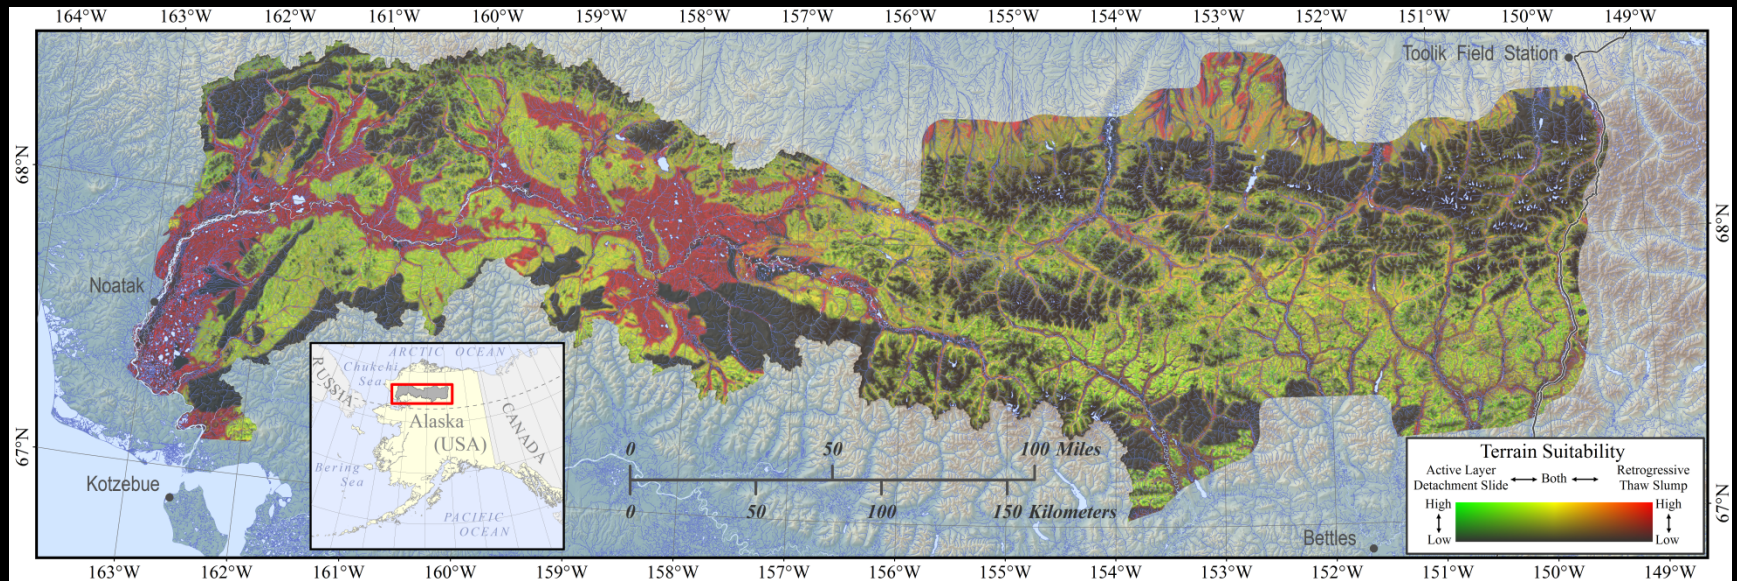 164°W 163°W 162°W 161°W 160°W 159°W 158°W 157°W 156°W 155°W 154°W 153°W 152°W 151°W 150°W 149°W
Toolik Field Station
68°N
68°N
Noatak
ARCTIC OCEAN
Chukchi
Sea
RUSSIA
CANADA
Alaska
(USA)
Bering
Sea
PACIFIC
OCEAN
67°N
67°N
Kotzebue
0 50 100 Miles
0 50 100 150 Kilometers
Bettles
Terrain Suitability
Active Layer
Detachment Slide
Both
Retrogressive
Thaw Slump
High
Low
High
Low
163°W 162°W 161°W 160°W 159°W 158°W 157°W 156°W 155°W 154°W 153°W 152°W 151°W 150°W 149°W